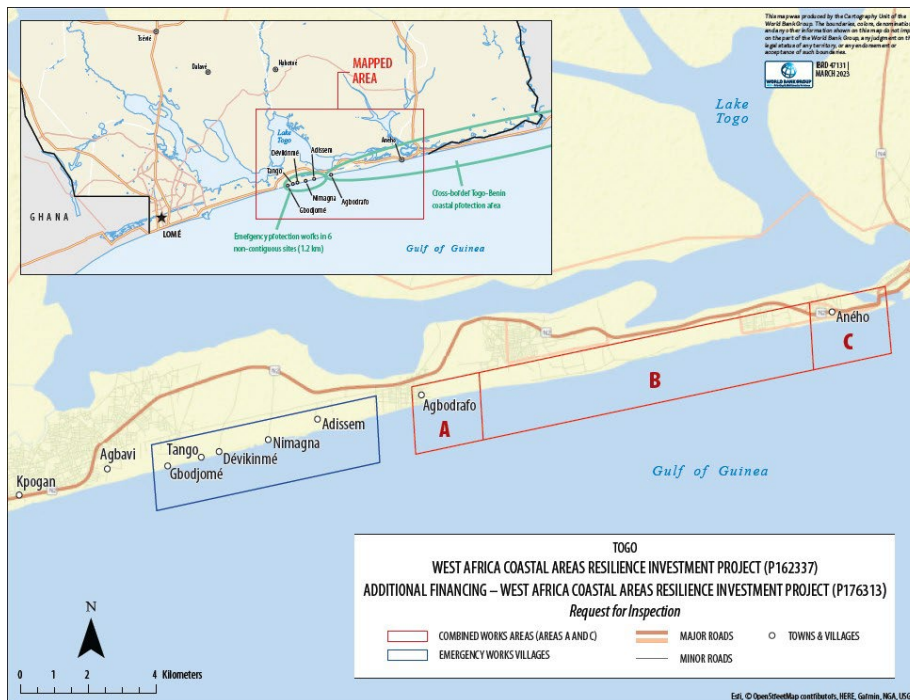 This map was produced by the Cartography Unit of the
World Bank Group. The boundaries, colors, denominations
and any other information shown on this map do not imply
on the part of the World Bank Group, any judgment on the
legal status of any territory, or any endorsement or
acceptance of such boundaries.
WORLD BANK GROUP
IBRD 47131 |
MARCH 2023
Tsévié
Dalavé
MAPPED
AREA
Lake
Togo
Adissem
Dévikinmé
Tango
Aného
Nimagna
Agbodrafo
Gbodjomé
GHANA
LOMÉ
Cross-border Togo-Benin
coastal protection area
Emergency protection works in 6
non-contiguous sites (1.2 km)
Gulf of Guinea
Lake
Togo
Aného
C
B
Agbodrafo
A
Adissem
Nimagna
Tango
Dévikinmé
Gbodjomé
Agbavi
Kpogan
Gulf of Guinea
TOGO
WEST AFRICA COASTAL AREAS RESILIENCE INVESTMENT PROJECT (P162337)
ADDITIONAL FINANCING – WEST AFRICA COASTAL AREAS RESILIENCE INVESTMENT PROJECT (P176313)
Request for Inspection
COMBINED WORKS AREAS (AREAS A AND C)
MAJOR ROADS
TOWNS & VILLAGES
EMERGENCY WORKS VILLAGES
MINOR ROADS
N
0 1 2 4 Kilometers
Esri, © OpenStreetMap contributors, HERE, Garmin, NGA, USG